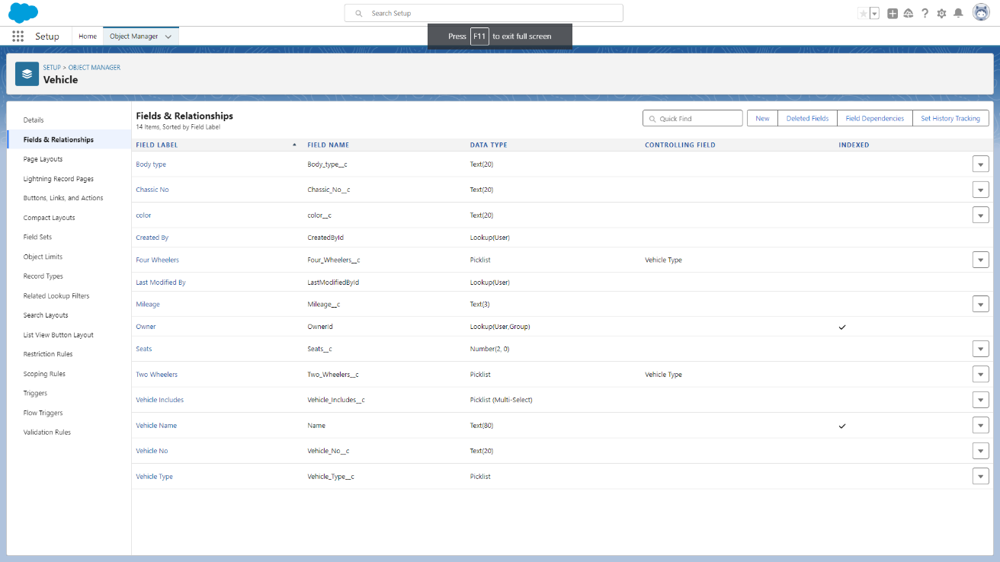 Search Setup
Setup
Home
Object Manager
Press F11 to exit full screen
SETUP > OBJECT MANAGER
Vehicle
Details
Fields & Relationships
Page Layouts
Lightning Record Pages
Buttons, Links, and Actions
Compact Layouts
Field Sets
Object Limits
Record Types
Related Lookup Filters
Search Layouts
List View Button Layout
Restriction Rules
Scoping Rules
Triggers
Flow Triggers
Validation Rules
Fields & Relationships
14 Items, Sorted by Field Label
Quick Find
New
Deleted Fields
Field Dependencies
Set History Tracking
FIELD LABEL FIELD NAME DATA TYPE CONTROLLING FIELD INDEXED
Body type Body_type__c Text(20)
Chassic No Chassic_No__c Text(20)
color color__c Text(20)
Created By CreatedById Lookup(User)
Four Wheelers Four_Wheelers__c Picklist Vehicle Type
Last Modified By LastModifiedById Lookup(User)
Mileage Mileage__c Text(3)
Owner OwnerId Lookup(User,Group)
Seats Seats__c Number(2, 0)
Two Wheelers Two_Wheelers__c Picklist Vehicle Type
Vehicle Includes Vehicle_Includes__c Picklist (Multi-Select)
Vehicle Name Name Text(80)
Vehicle No Vehicle_No__c Text(20)
Vehicle Type Vehicle_Type__c Picklist